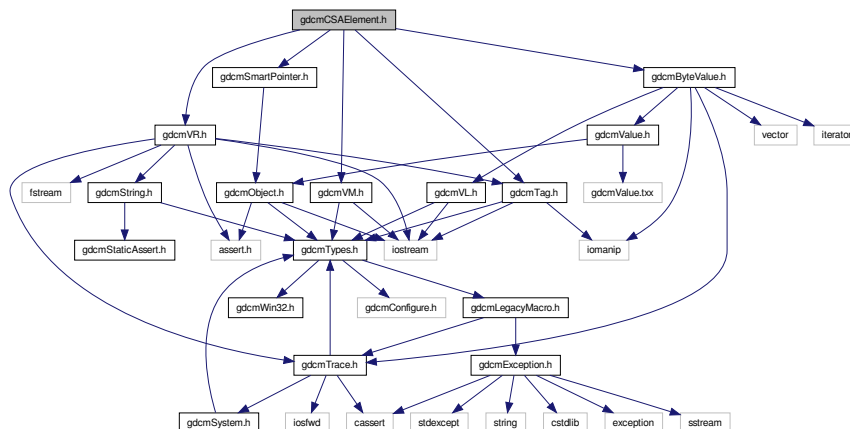 gdcmCSAElement.h
gdcmSmartPointer.h
gdcmByteValue.h
gdcmVR.h
gdcmValue.h
vector
iterator
fstream
gdcmString.h
gdcmObject.h
gdcmVM.h
gdcmVL.h
gdcmTag.h
gdcmValue.txx
gdcmStaticAssert.h
assert.h
gdcmTypes.h
iostream
iomanip
gdcmWin32.h
gdcmConfigure.h
gdcmLegacyMacro.h
gdcmTrace.h
gdcmException.h
gdcmSystem.h
iosfwd
cassert
stdexcept
string
cstdlib
exception
sstream